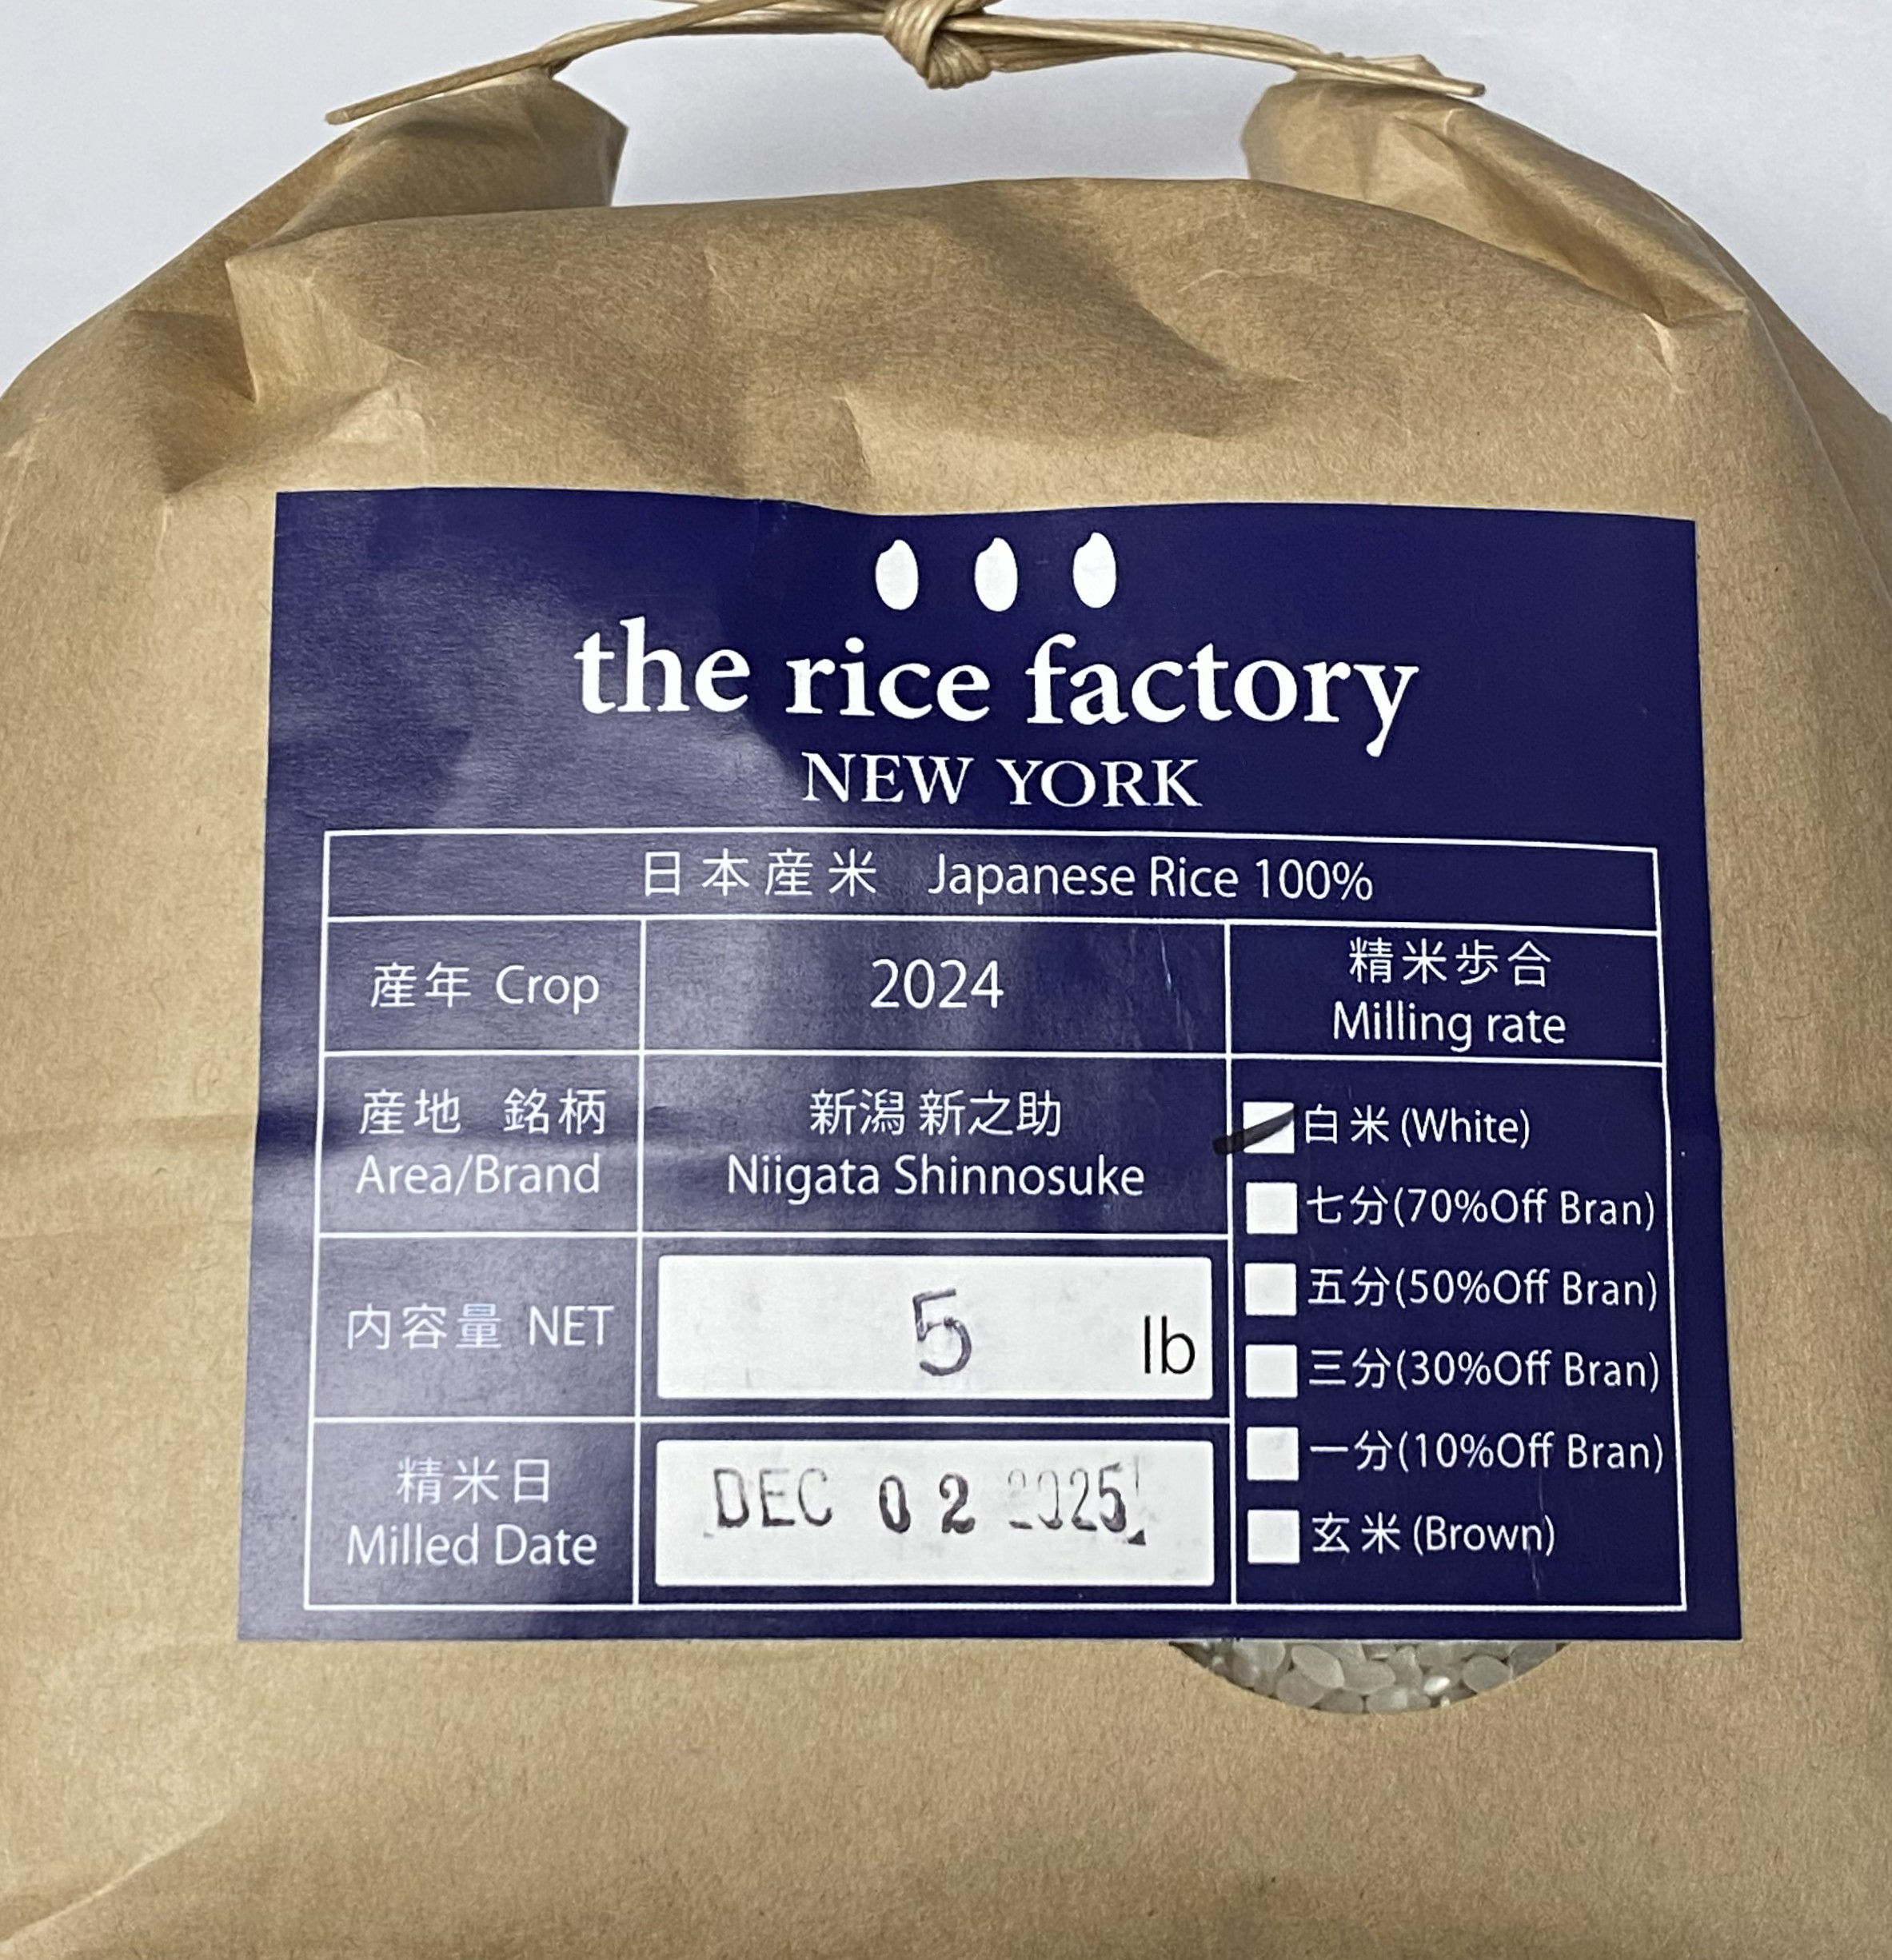 the rice factory
NEW YORK
日本産米 Japanese Rice 100%
産年 Crop
2024
精米歩合
Milling rate
産地 銘柄
Area/Brand
新潟 新之助
Niigata Shinnosuke
白米 (White)
七分(70%Off Bran)
五分(50%Off Bran)
三分(30%Off Bran)
一分(10%Off Bran)
玄米 (Brown)
内容量 NET
5 lb
精米日
Milled Date
DEC 02 2025